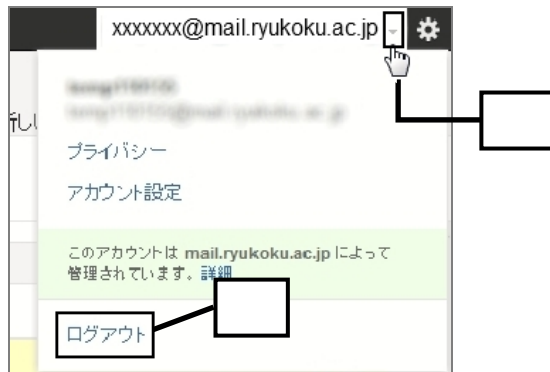 xxxxxxx@mail.ryukoku.ac.jp
プライバシー
アカウント設定
このアカウントは mail.ryukoku.ac.jp によって
管理されています。詳細
ログアウト